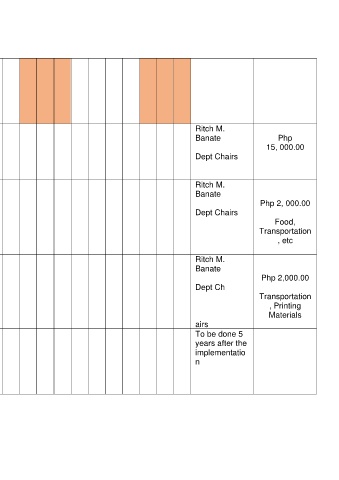 Ritch M.
Banate
Dept Chairs
Php
15, 000.00
Ritch M.
Banate
Dept Chairs
Php 2, 000.00
Food,
Transportation
, etc
Ritch M.
Banate
Dept Ch
airs
Php 2,000.00
Transportation
, Printing
Materials
To be done 5
years after the
implementatio
n